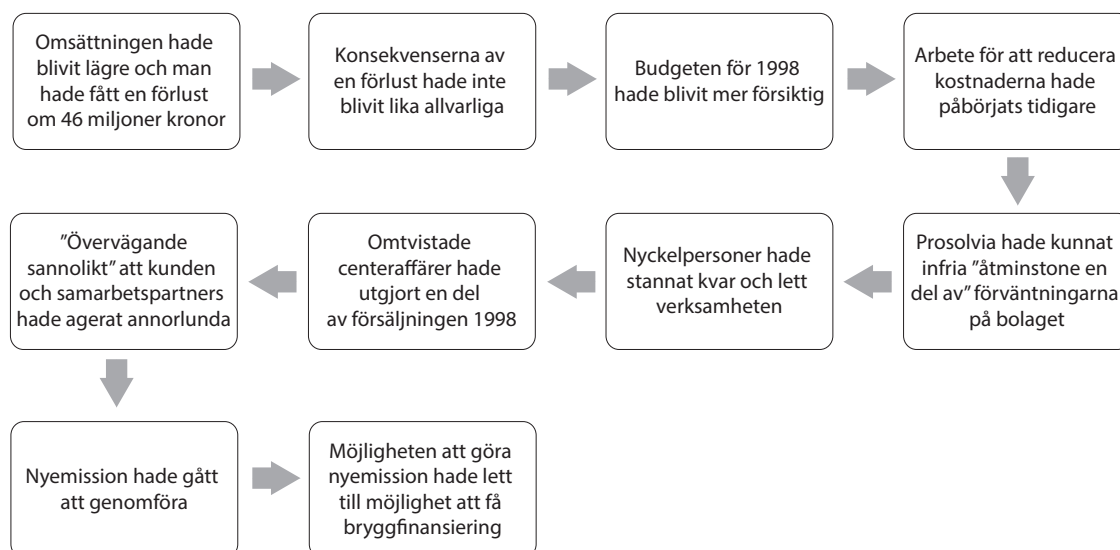 Omsättningen hade
blivit lägre och man
hade fått en förlust
om 46 miljoner kronor
Konsekvenserna av
en förlust hade inte
blivit lika allvarliga
Budgeten för 1998
hade blivit mer försiktig
Arbete för att reducera
kostnaderna hade
påbörjats tidigare
Prosolvia hade kunnat
infria ”åtminstone en
del av” förväntningarna
på bolaget
Nyckelpersoner hade
stannat kvar och lett
verksamheten
Omtvistade
centeraffärer hade
utgjort en del
av försäljningen 1998
”Övervägande
sannolikt” att kunden
och samarbetspartners
hade agerat annorlunda
Nyemission hade gått
att genomföra
Möjligheten att göra
nyemission hade lett
till möjlighet att få
bryggfinansiering